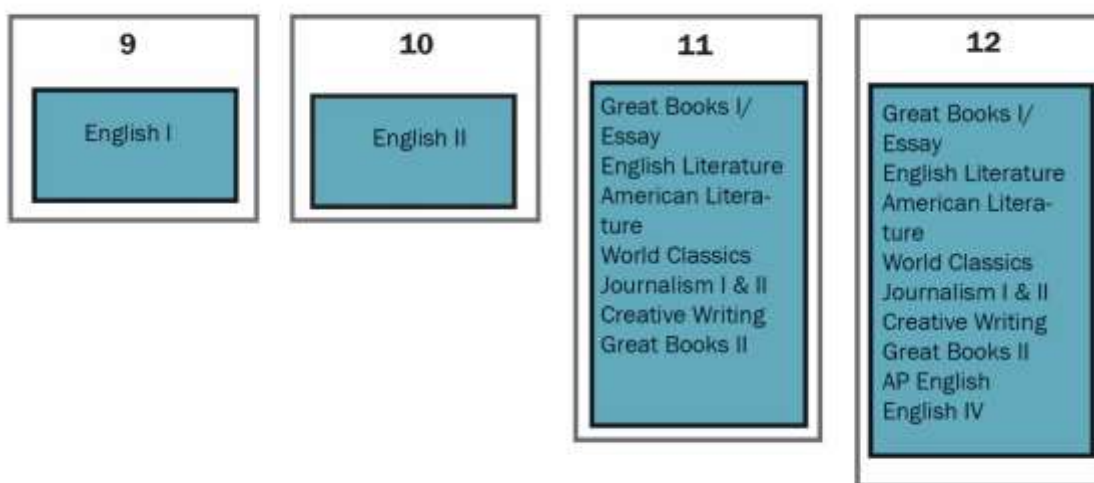 9
English I
10
English II
11
Great Books I/
Essay
English Literature
American Litera-
ture
World Classics
Journalism I & II
Creative Writing
Great Books II
12
Great Books I/
Essay
English Literature
American Litera-
ture
World Classics
Journalism I & II
Creative Writing
Great Books II
AP English
English IV